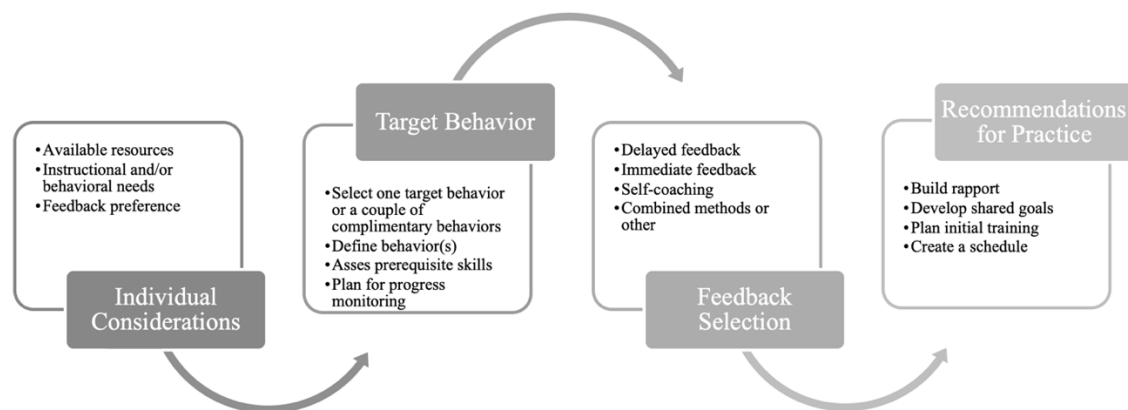 Available resources
Instructional and/or
behavioral needs
Feedback preference
Individual
Considerations
Target Behavior
Select one target behavior
or a couple of
complimentary behaviors
Define behavior(s)
Asses prerequisite skills
Plan for progress
monitoring
Delayed feedback
Immediate feedback
Self-coaching
Combined methods or
other
Feedback
Selection
Recommendations
for Practice
Build rapport
Develop shared goals
Plan initial training
Create a schedule